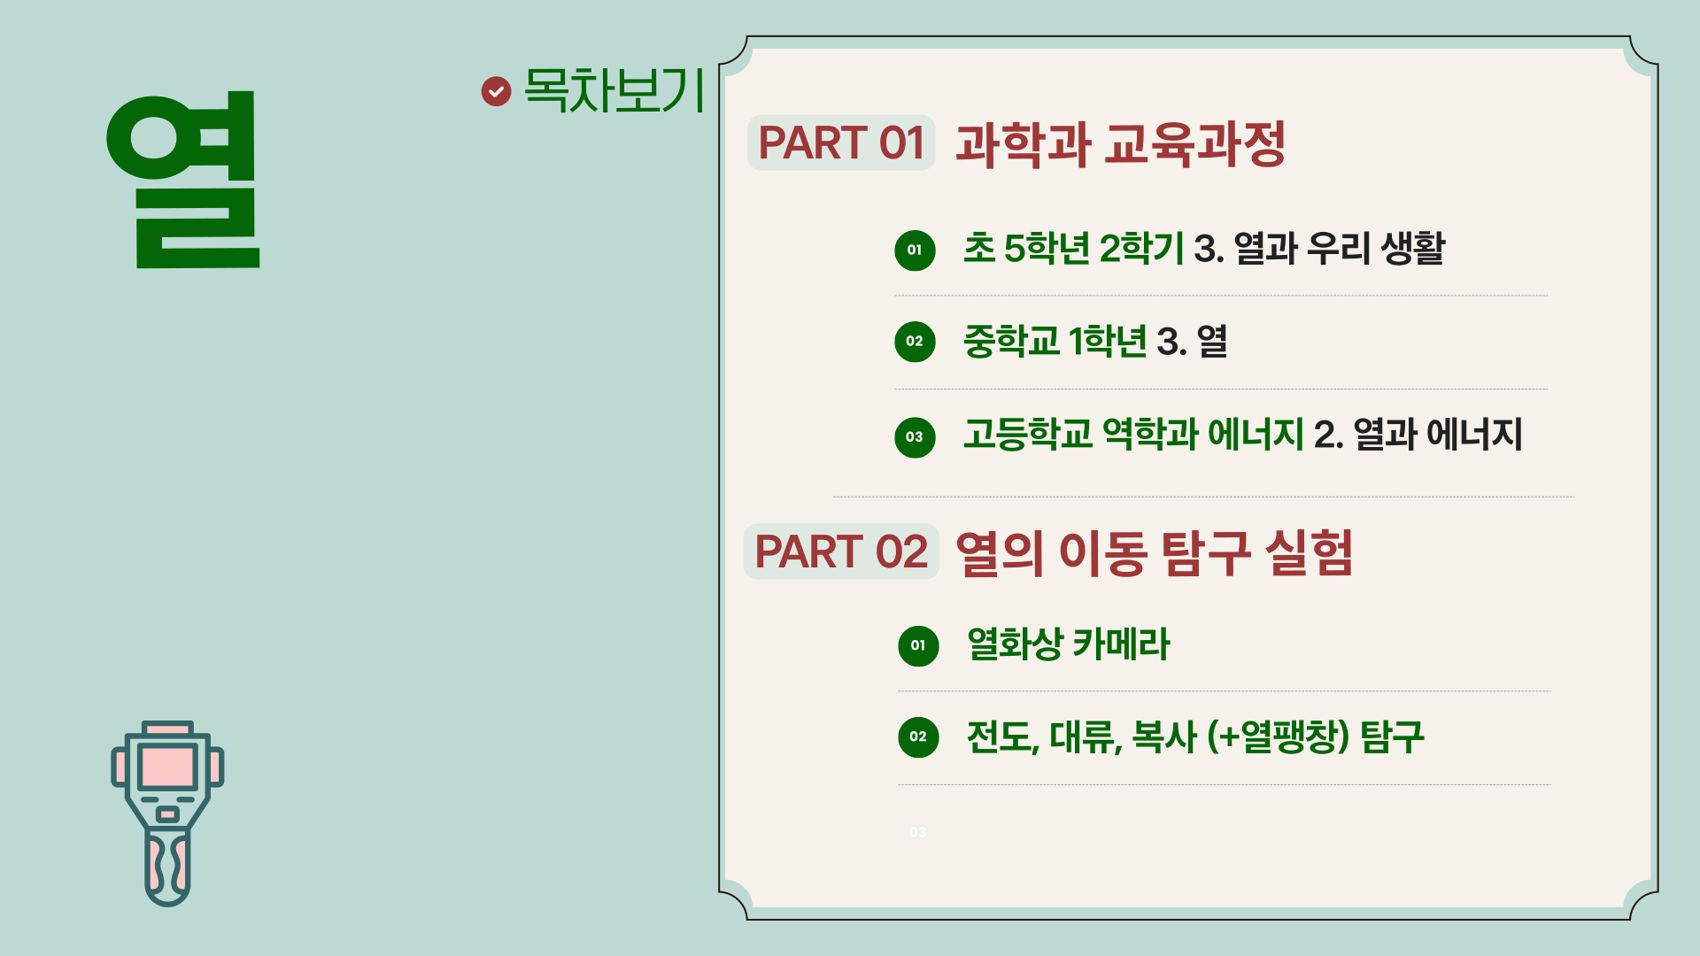 열
목차보기
PART 01 과학과 교육과정
01 초 5학년 2학기 3. 열과 우리 생활
02 중학교 1학년 3. 열
03 고등학교 역학과 에너지 2. 열과 에너지
PART 02 열의 이동 탐구 실험
01 열화상 카메라
02 전도, 대류, 복사 (+열팽창) 탐구
03